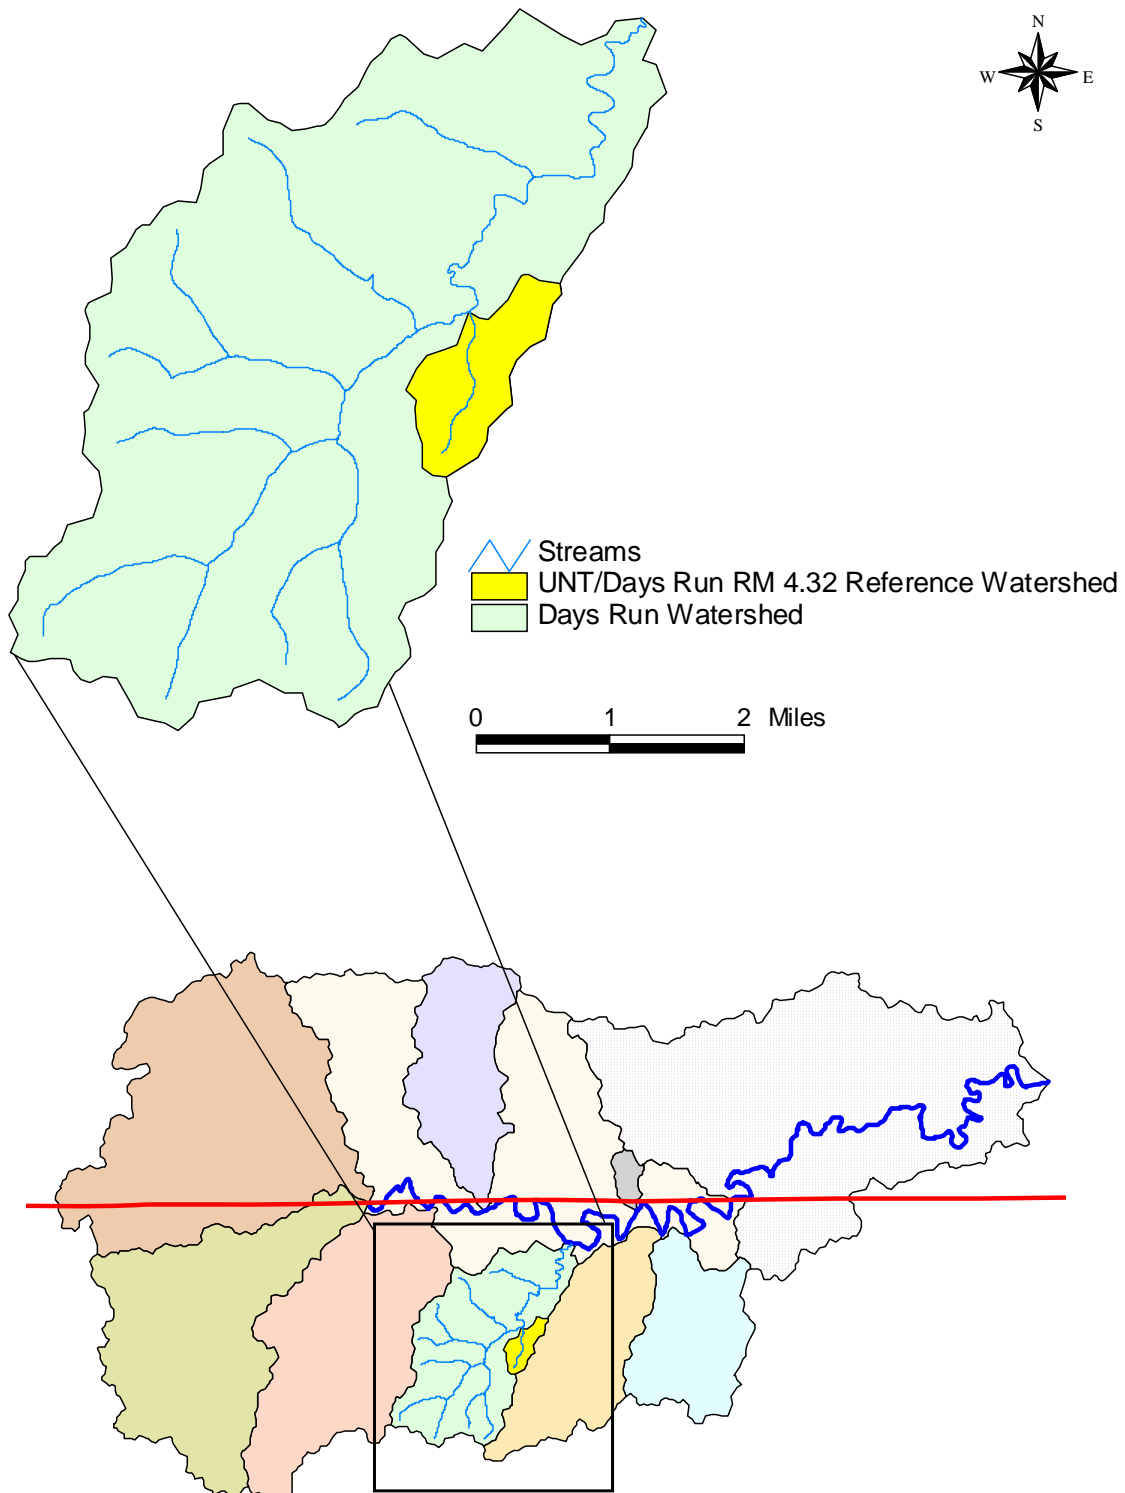 N
W E
S
Streams
UNT/Days Run RM 4.32 Reference Watershed
Days Run Watershed
0 1 2 Miles